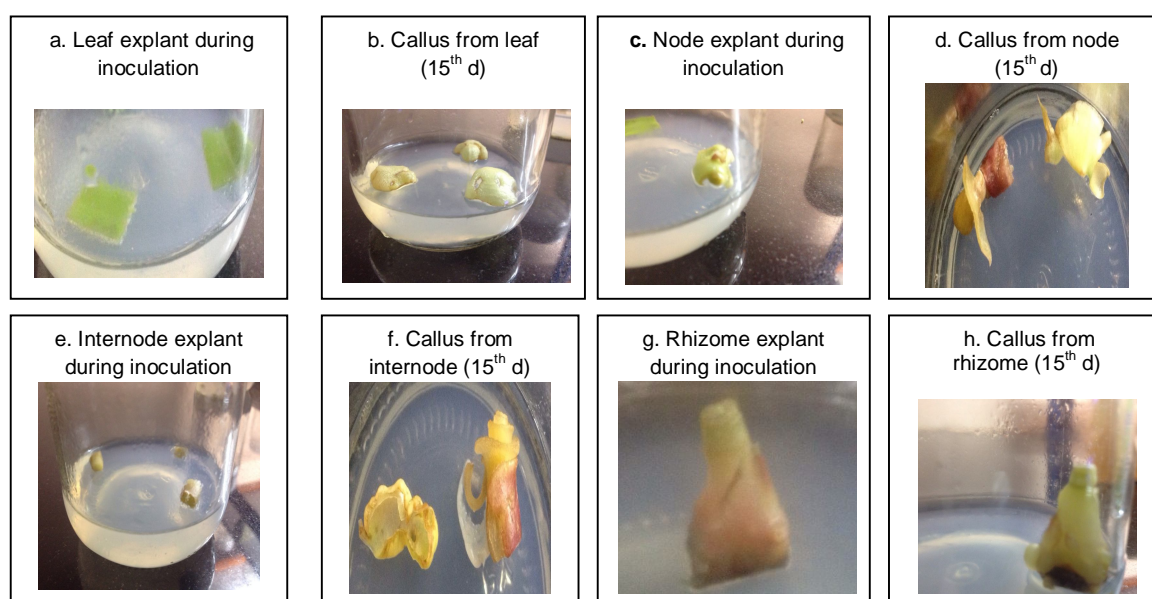 a. Leaf explant during
inoculation
b. Callus from leaf
(15th d)
c. Node explant during
inoculation
d. Callus from node
(15th d)
e. Internode explant
during inoculation
f. Callus from
internode (15th d)
g. Rhizome explant
during inoculation
h. Callus from
rhizome (15th d)